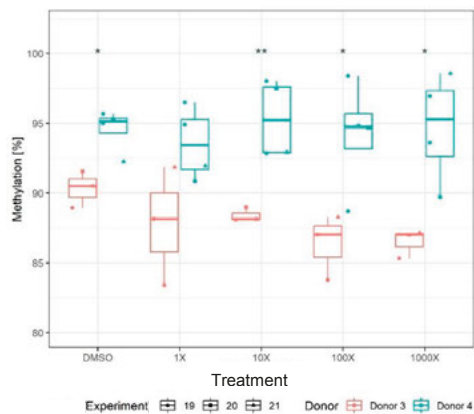 * ** * *
100
95
90
85
80
Methylation [%]
DMSO 1X 10X 100X 1000X
Treatment
Experiment 19 20 21 Donor Donor 3 Donor 4